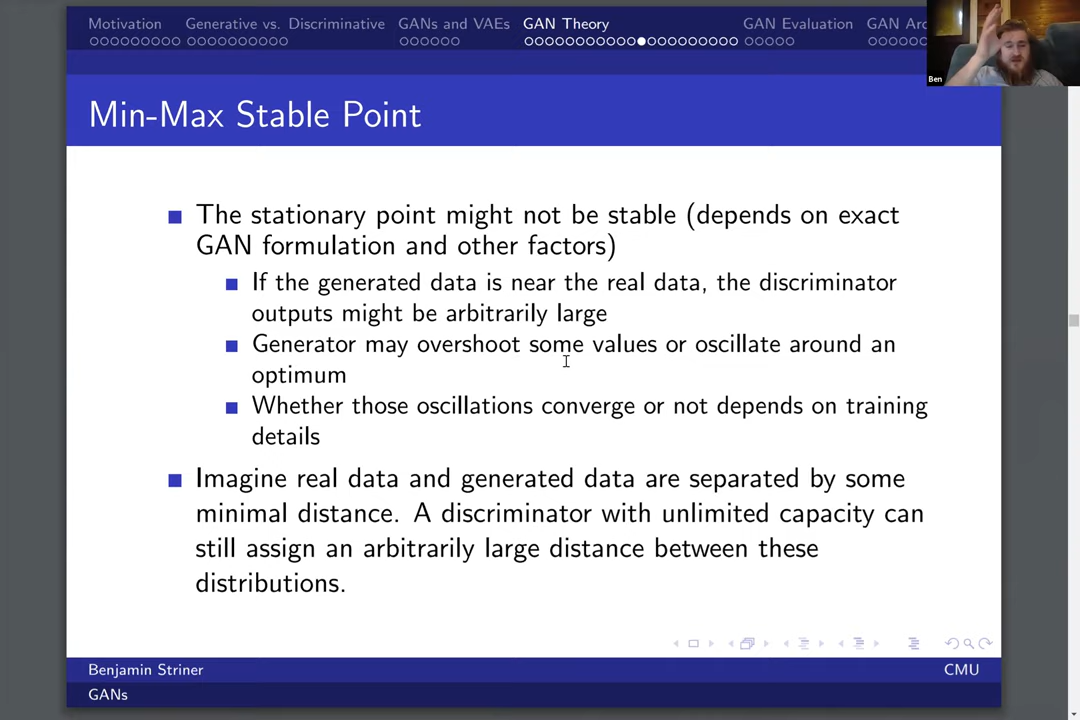 Motivation Generative vs. Discriminative GANs and VAEs GAN Theory GAN Evaluation GAN
Ben
Min-Max Stable Point
The stationary point might not be stable (depends on exact
GAN formulation and other factors)
If the generated data is near the real data, the discriminator
outputs might be arbitrarily large
Generator may overshoot some values or oscillate around an
optimum
Whether those oscillations converge or not depends on training
details
Imagine real data and generated data are separated by some
minimal distance. A discriminator with unlimited capacity can
still assign an arbitrarily large distance between these
distributions.
Benjamin Striner CMU
GANs